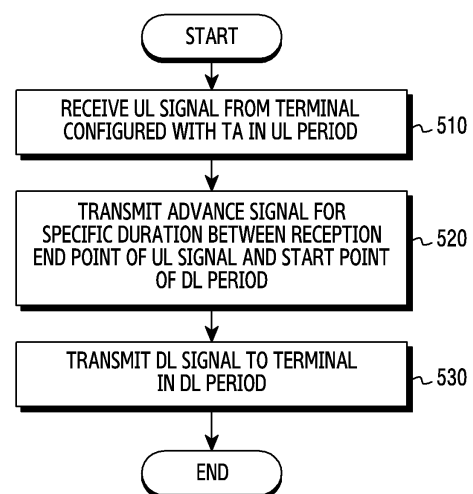 START
RECEIVE UL SIGNAL FROM TERMINAL
CONFIGURED WITH TA IN UL PERIOD
510
TRANSMIT ADVANCE SIGNAL FOR
SPECIFIC DURATION BETWEEN RECEPTION
END POINT OF UL SIGNAL AND START POINT
OF DL PERIOD
520
TRANSMIT DL SIGNAL TO TERMINAL
IN DL PERIOD
530
END